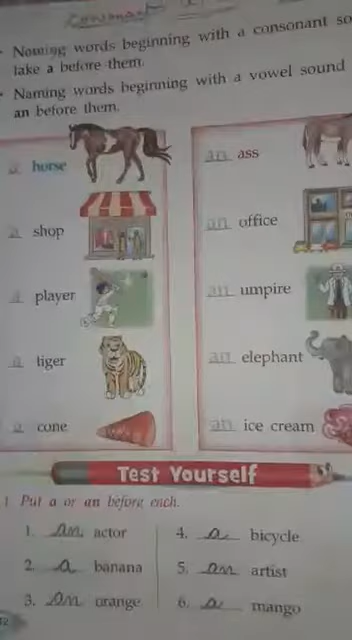 Consonant
Naming words beginning with a consonant so
take a before them.
Naming words beginning with a vowel sound
an before them.
a horse
a shop
a player
a tiger
a cone
an ass
an office
an umpire
an elephant
an ice cream
Test Yourself
1 Put a or an before each.
1. an actor
2. a banana
3. an orange
4. a bicycle
5. an artist
6. a mango